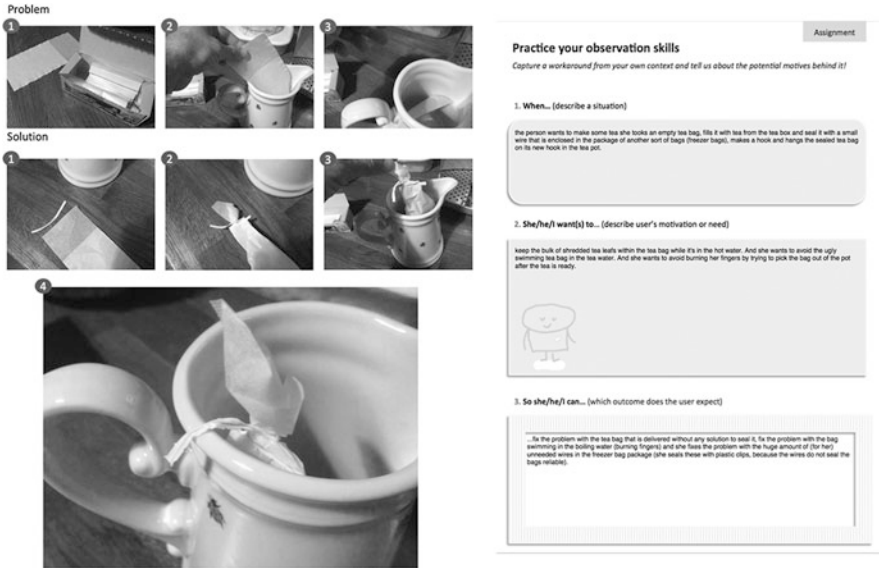 Problem
1
2
3
Solution
1
2
3
4
Assignment
Practice your observation skills
Capture a workaround from your own context and tell us about the potential motives behind it!
1. When... (describe a situation)
the person wants to make some tea she tooks an empty tea bag, fills it with tea from the tea box and seal it with a small
wire that is enclosed in the package of another sort of bags (freezer bags), makes a hook and hangs the sealed tea bag
on its new hook in the tea pot.
2. She/he/I want(s) to... (describe user's motivation or need)
keep the bulk of shredded tea leafs within the tea bag while it's in the hot water. And she wants to avoid the ugly
swimming tea bag in the tea water. And she wants to avoid burning her fingers by trying to pick the bag out of the pot
after the tea is ready.
3. So she/he/I can... (which outcome does the user expect)
...fix the problem with the tea bag that is delivered without any solution to seal it, fix the problem with the bag
swimming in the boiling water (burning fingers) and she fixes the problem with the huge amount of (for her)
unneeded wires in the freezer bag package (she seals these with plastic clips, because the wires do not seal the
bags reliable).